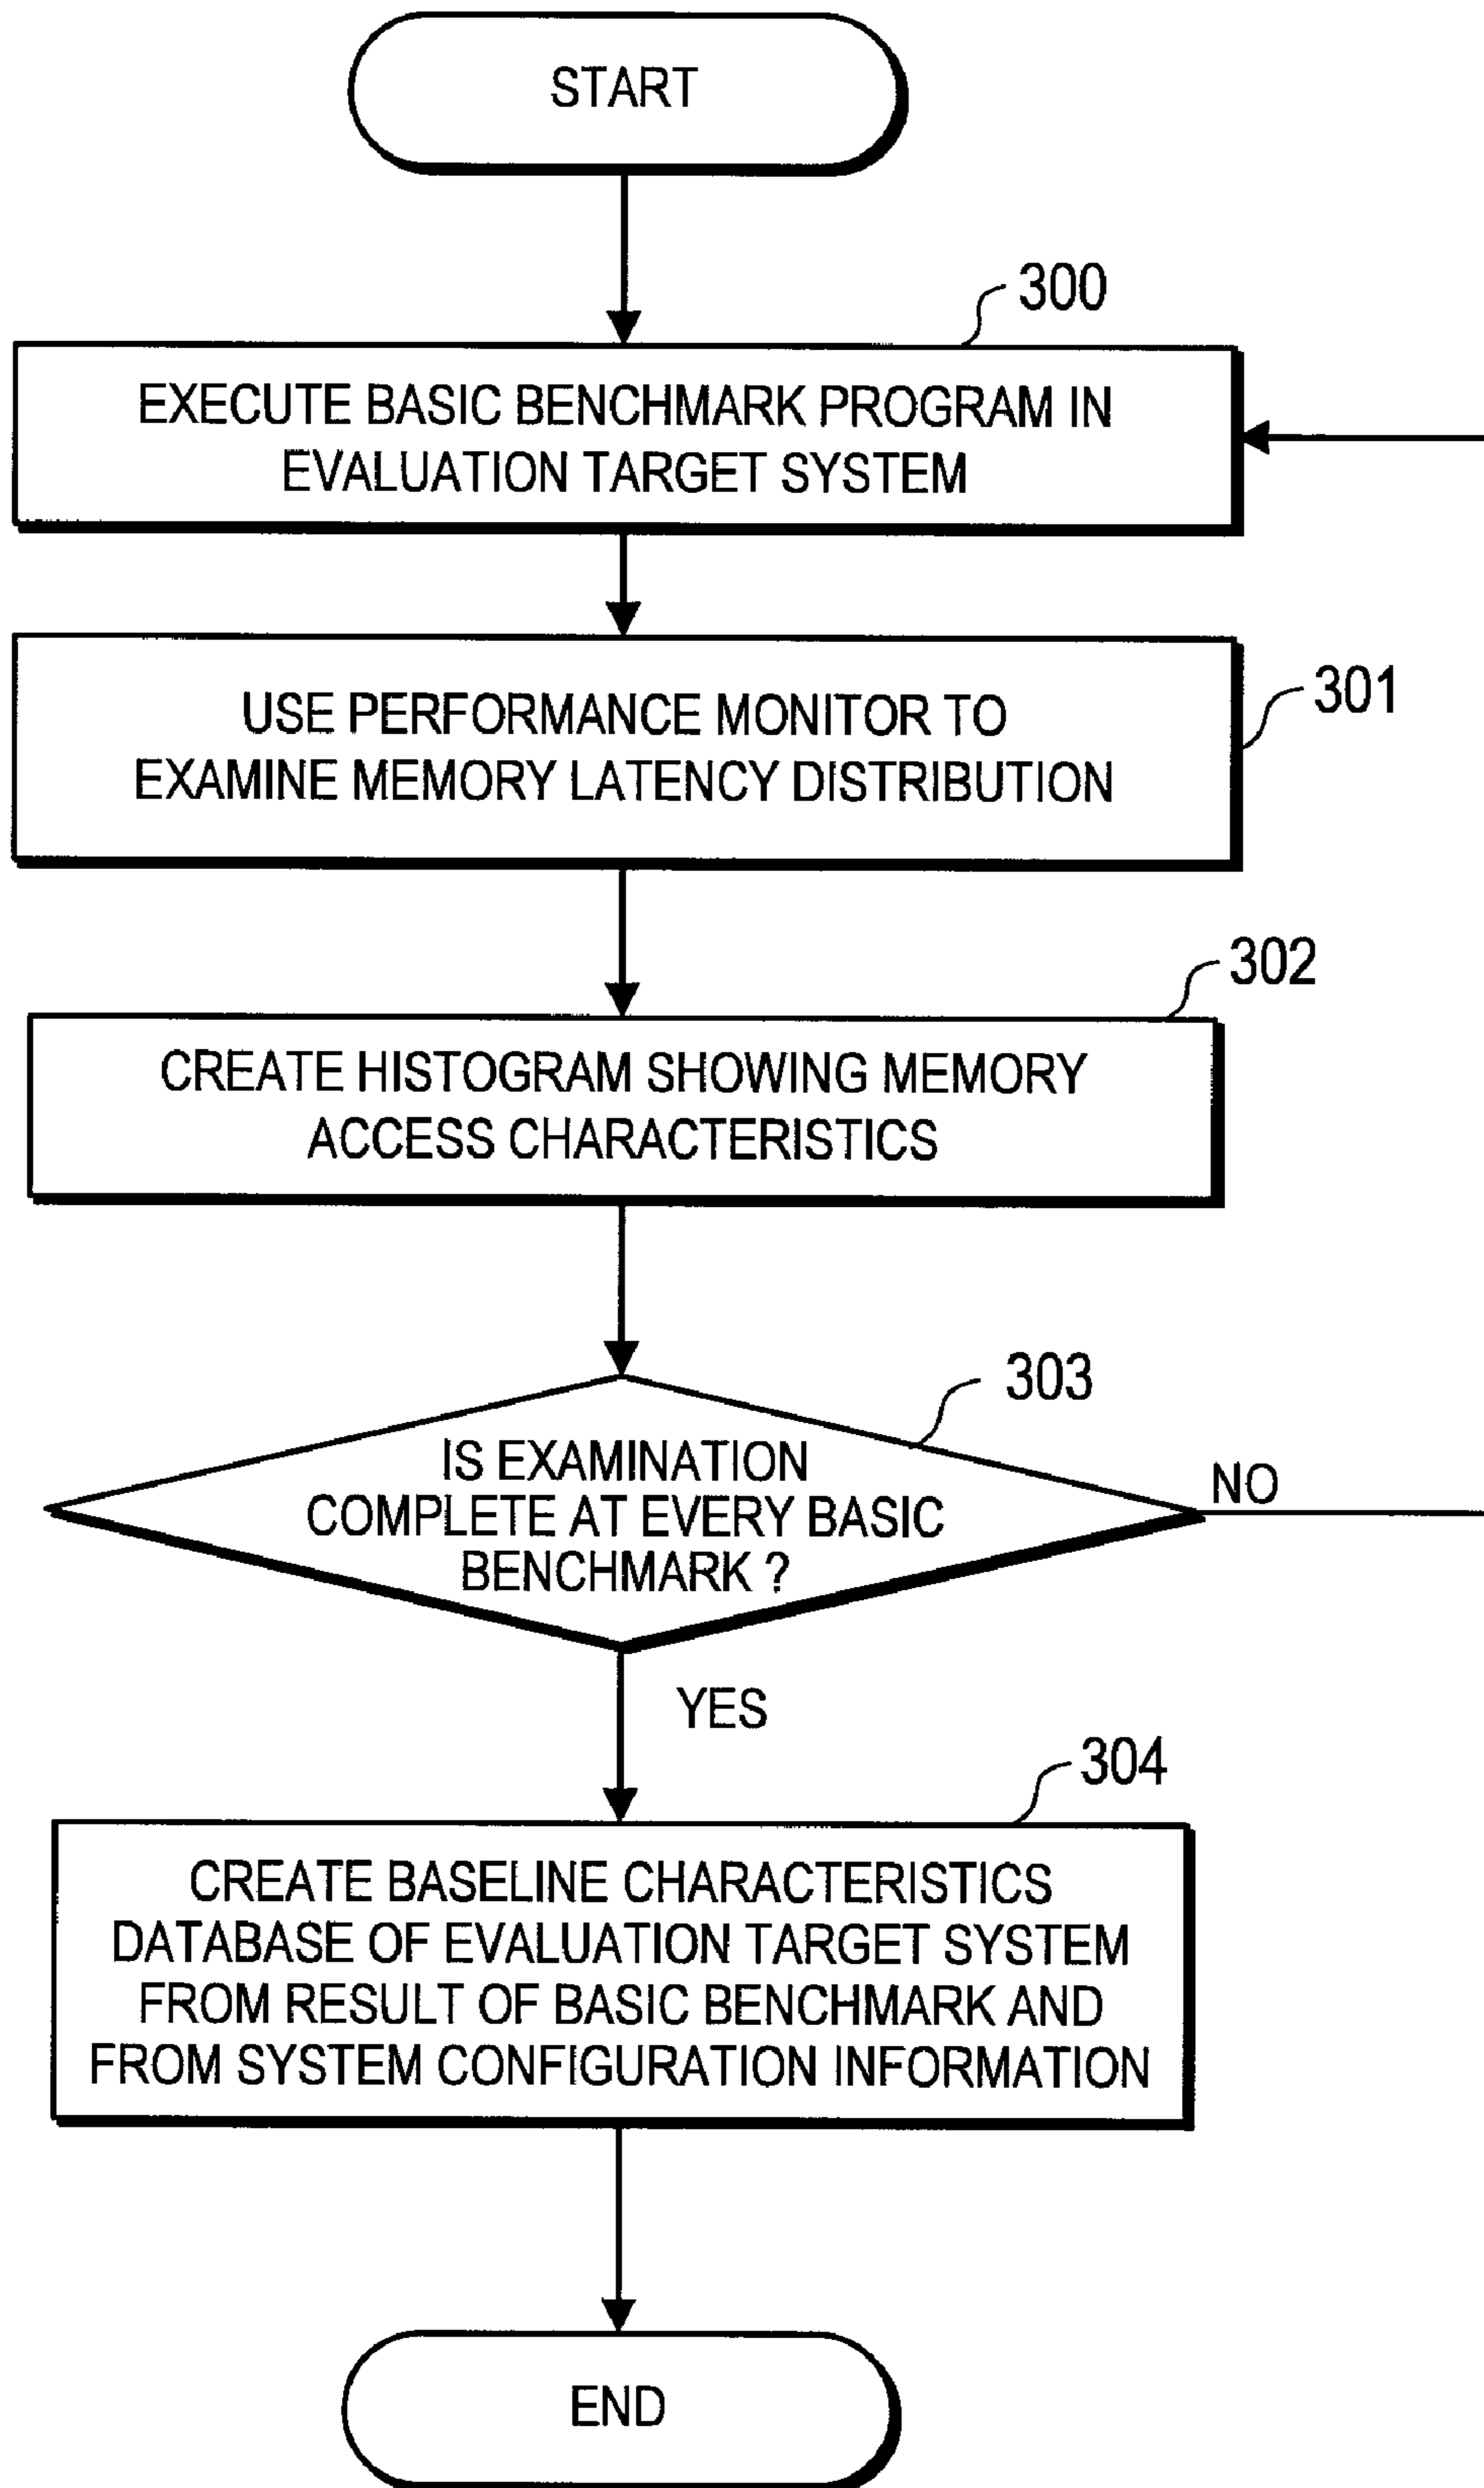 START
300
EXECUTE BASIC BENCHMARK PROGRAM IN
EVALUATION TARGET SYSTEM
301
USE PERFORMANCE MONITOR TO
EXAMINE MEMORY LATENCY DISTRIBUTION
302
CREATE HISTOGRAM SHOWING MEMORY
ACCESS CHARACTERISTICS
303
IS EXAMINATION
COMPLETE AT EVERY BASIC
BENCHMARK ?
NO
YES
304
CREATE BASELINE CHARACTERISTICS
DATABASE OF EVALUATION TARGET SYSTEM
FROM RESULT OF BASIC BENCHMARK AND
FROM SYSTEM CONFIGURATION INFORMATION
END